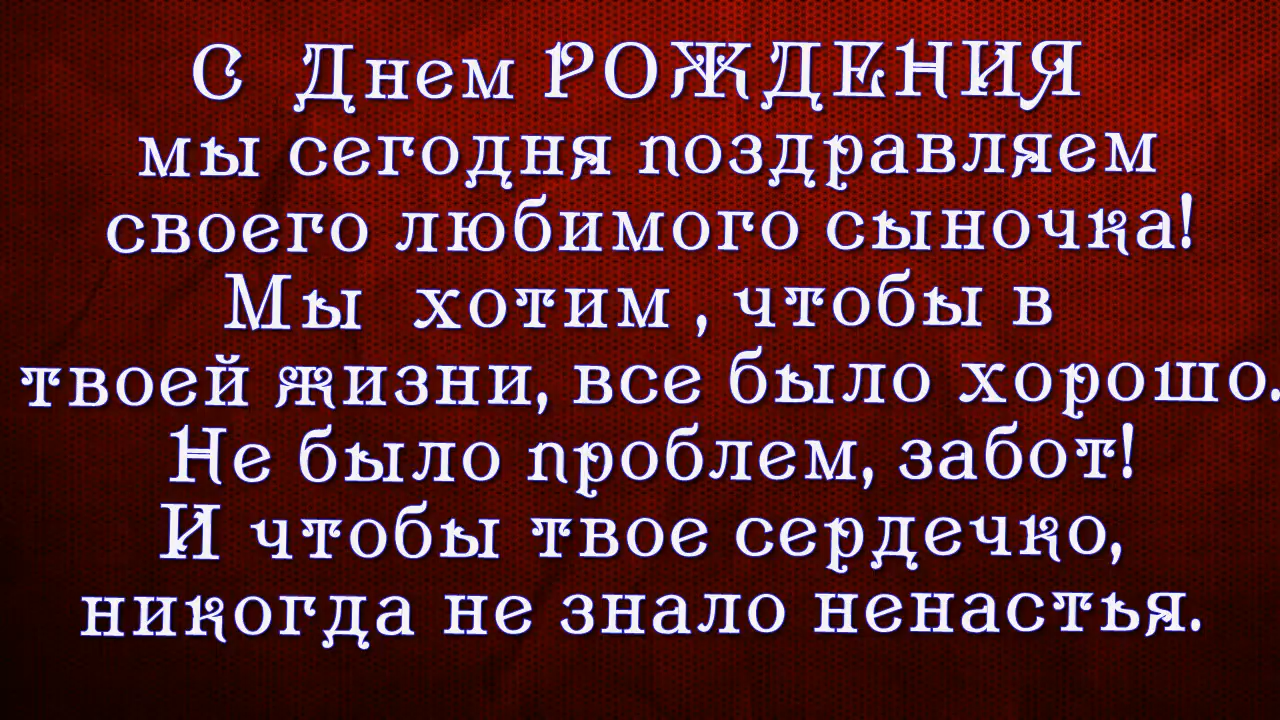 С Днем РОЖДЕНИЯ
мы сегодня поздравляем
своего любимого сыночка!
Мы хотим , чтобы в
твоей жизни, все было хорошо.
Не было проблем, забот!
И чтобы твое сердечко,
никогда не знало ненастья.